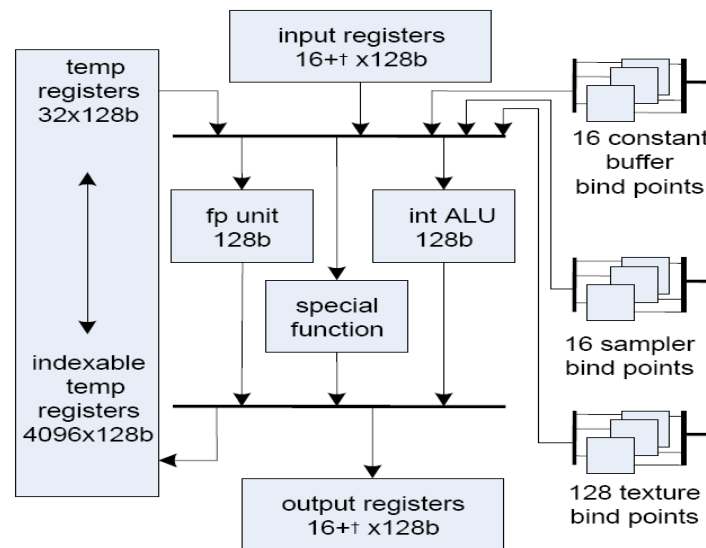 temp
registers
32x128b
input registers
16+† x128b
16 constant
buffer
bind points
fp unit
128b
int ALU
128b
special
function
16 sampler
bind points
indexable
temp
registers
4096x128b
output registers
16+† x128b
128 texture
bind points